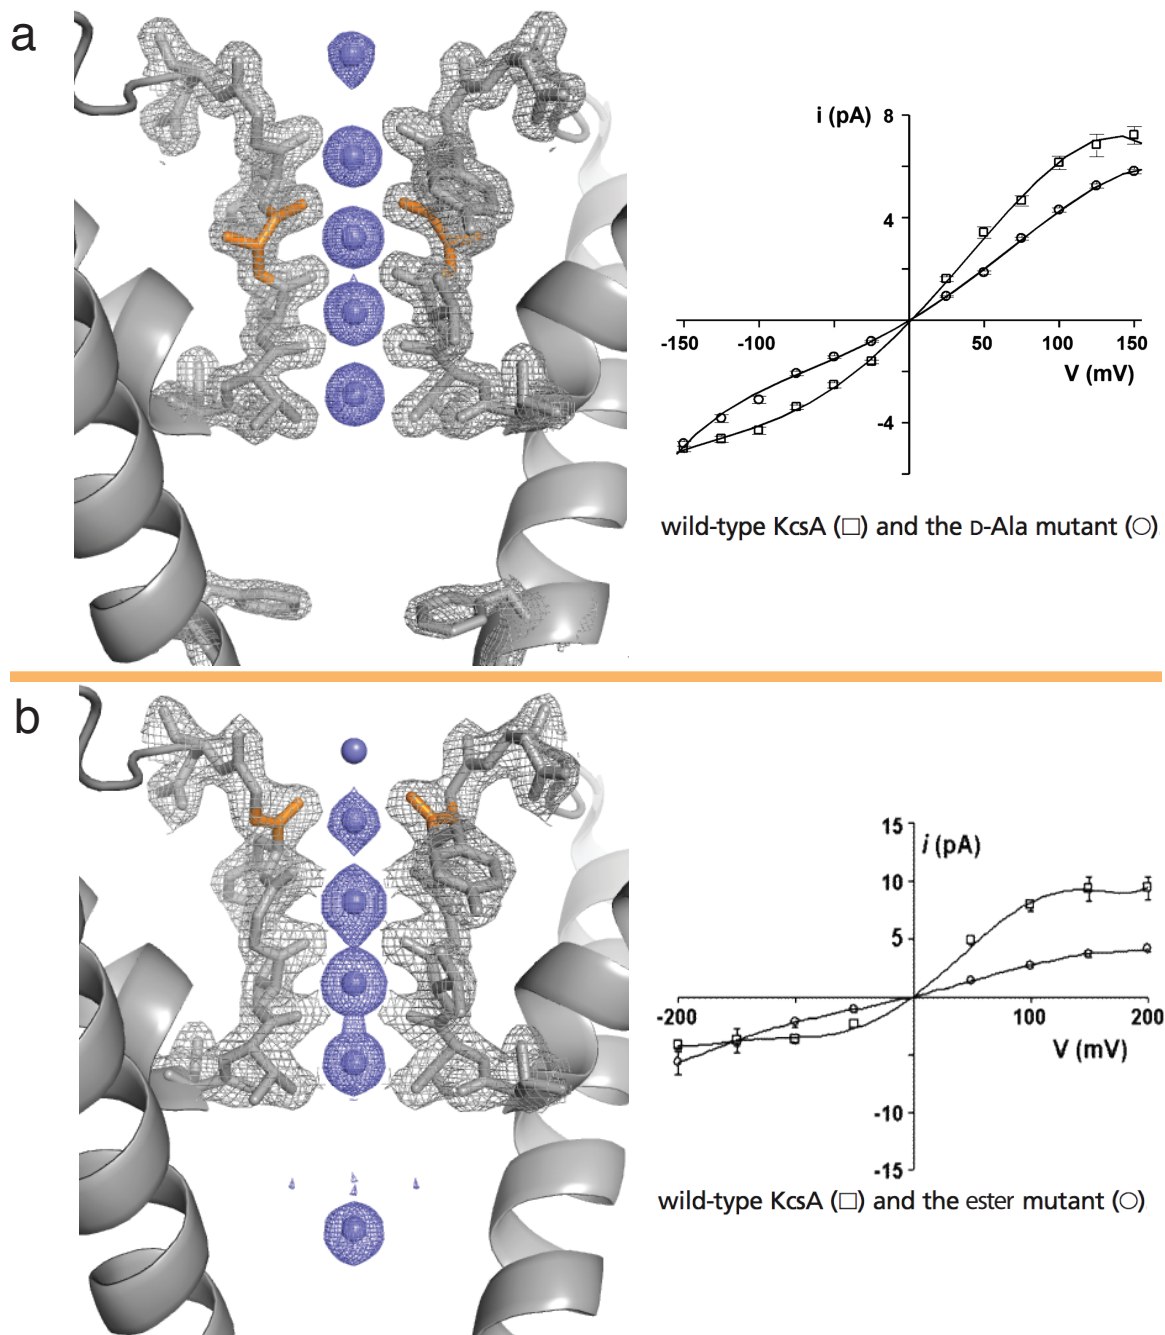 a
i (pA)
8
4
-150
-100
50
100
150
V (mV)
-4
wild-type KcsA (□) and the D-Ala mutant (○)
b
15
i (pA)
10
5
-200
100
200
V (mV)
-10
-15
wild-type KcsA (□) and the ester mutant (○)